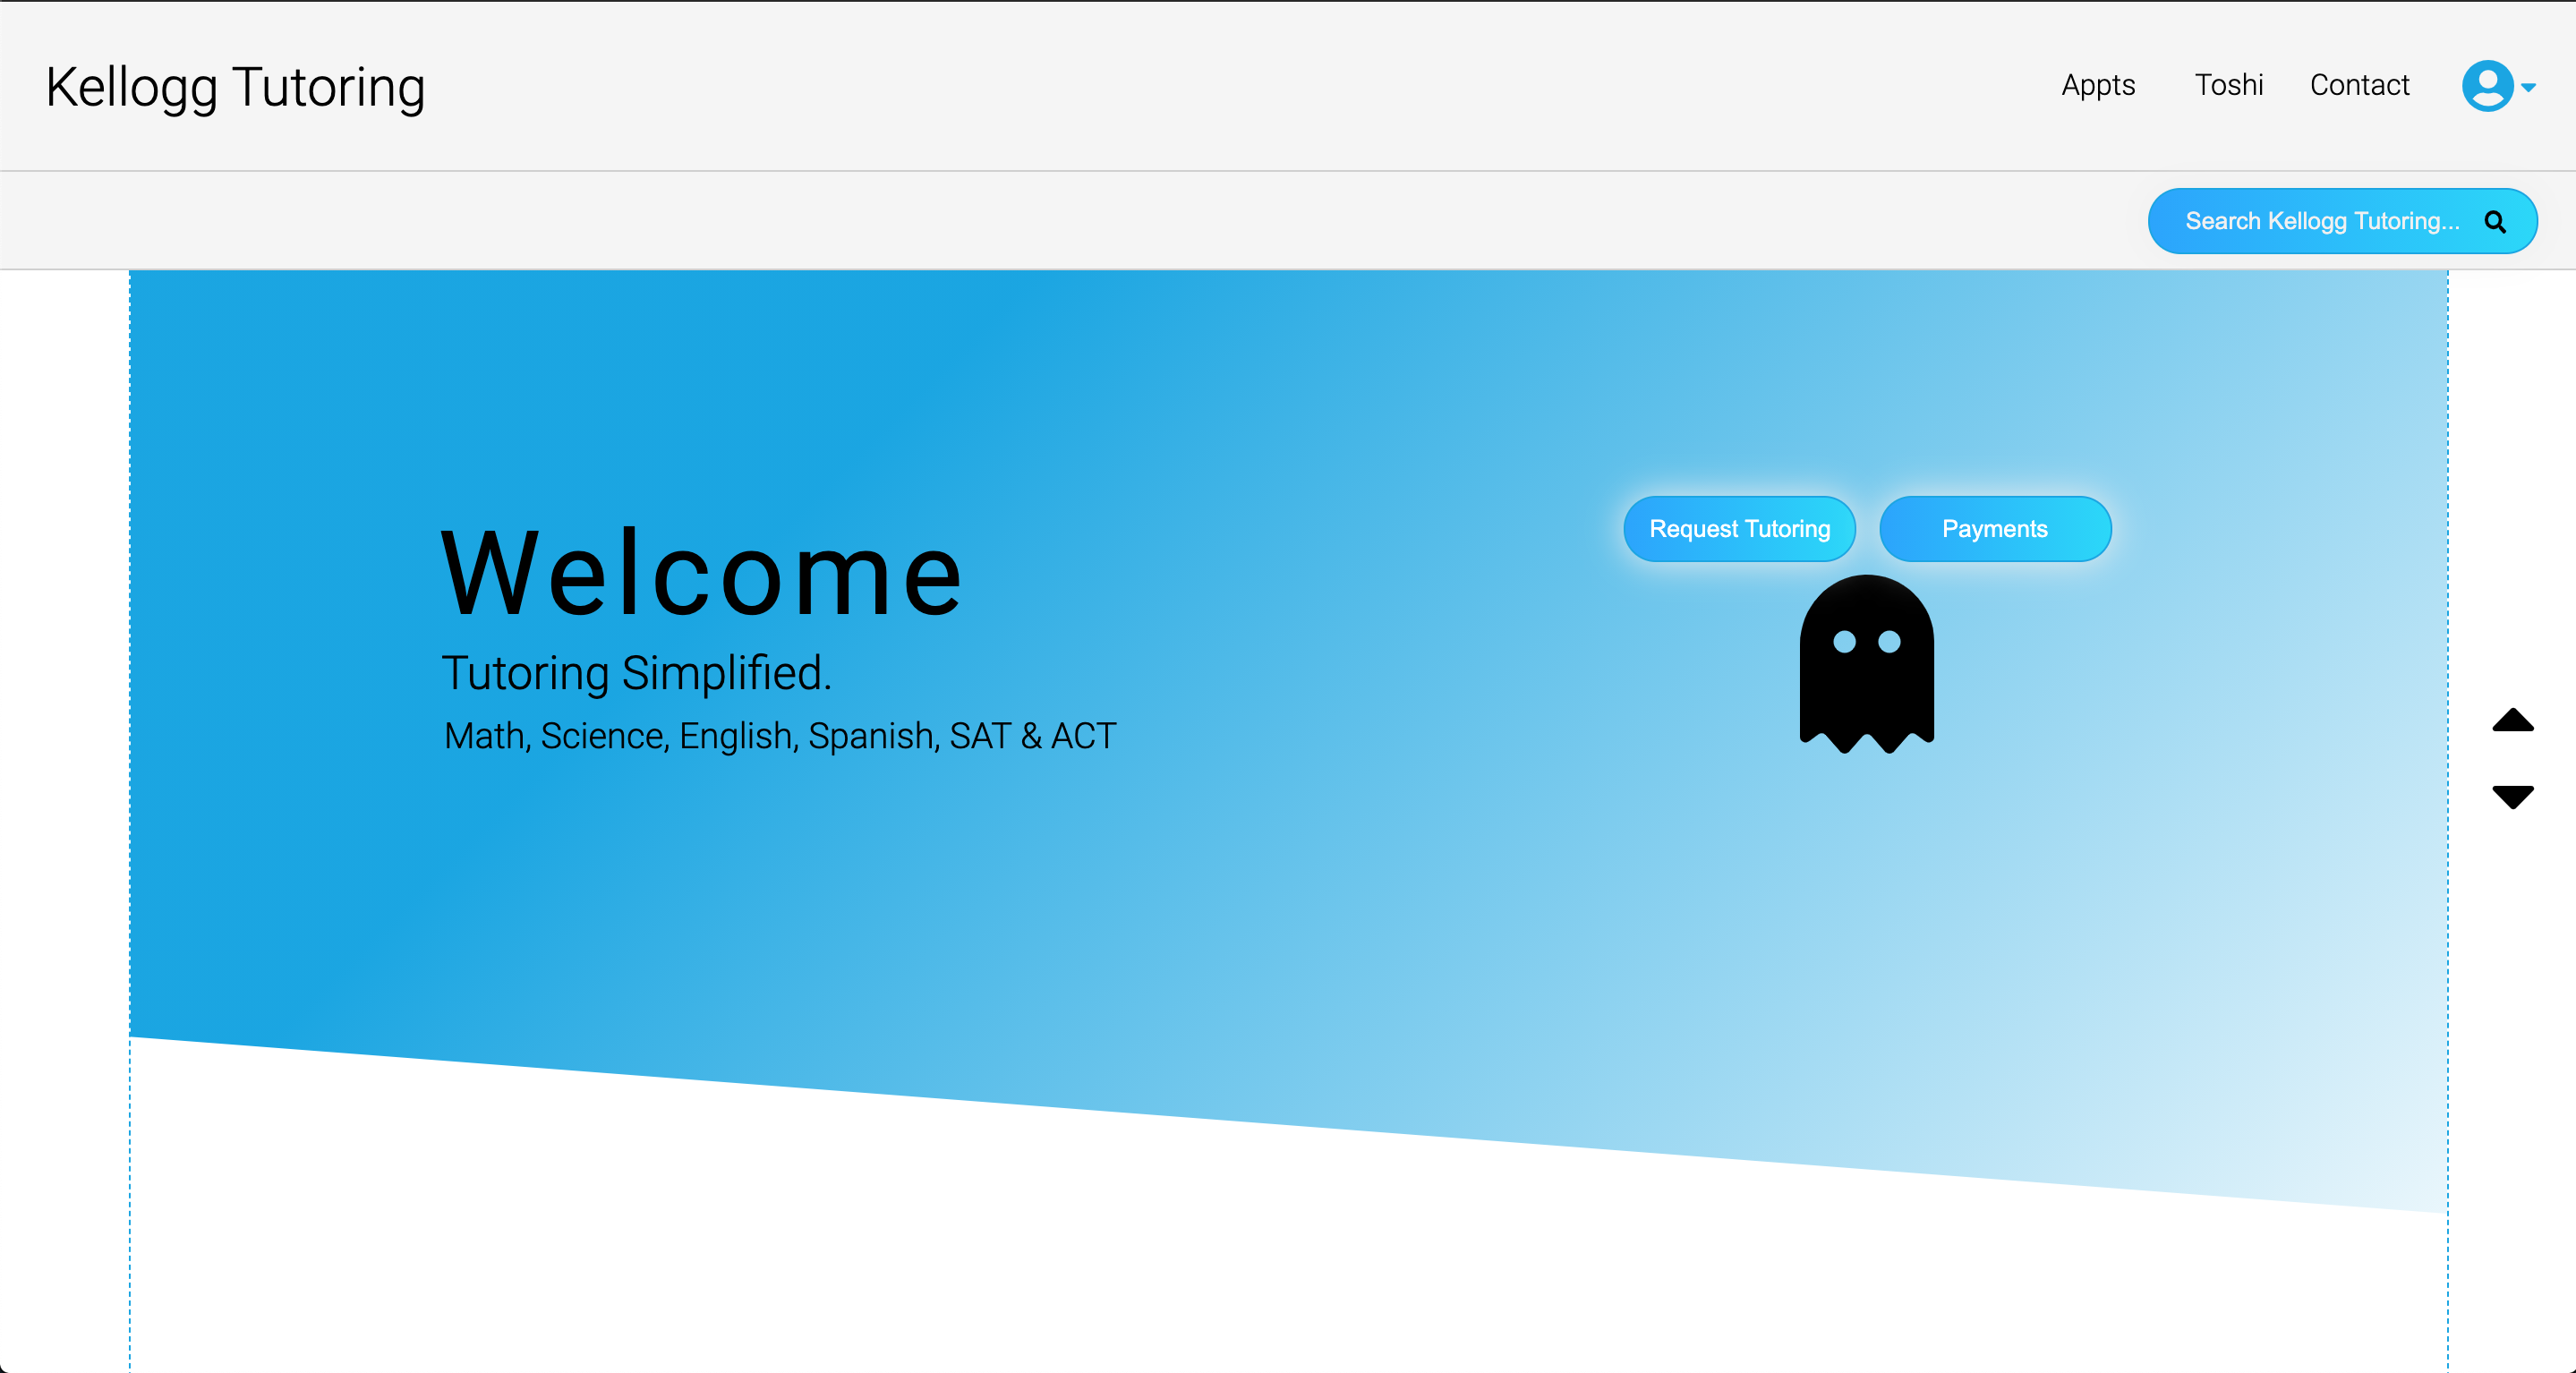 Kellogg Tutoring
Appts Toshi Contact
Search Kellogg Tutoring...
Request Tutoring Payments
Welcome
Tutoring Simplified.
Math, Science, English, Spanish, SAT & ACT